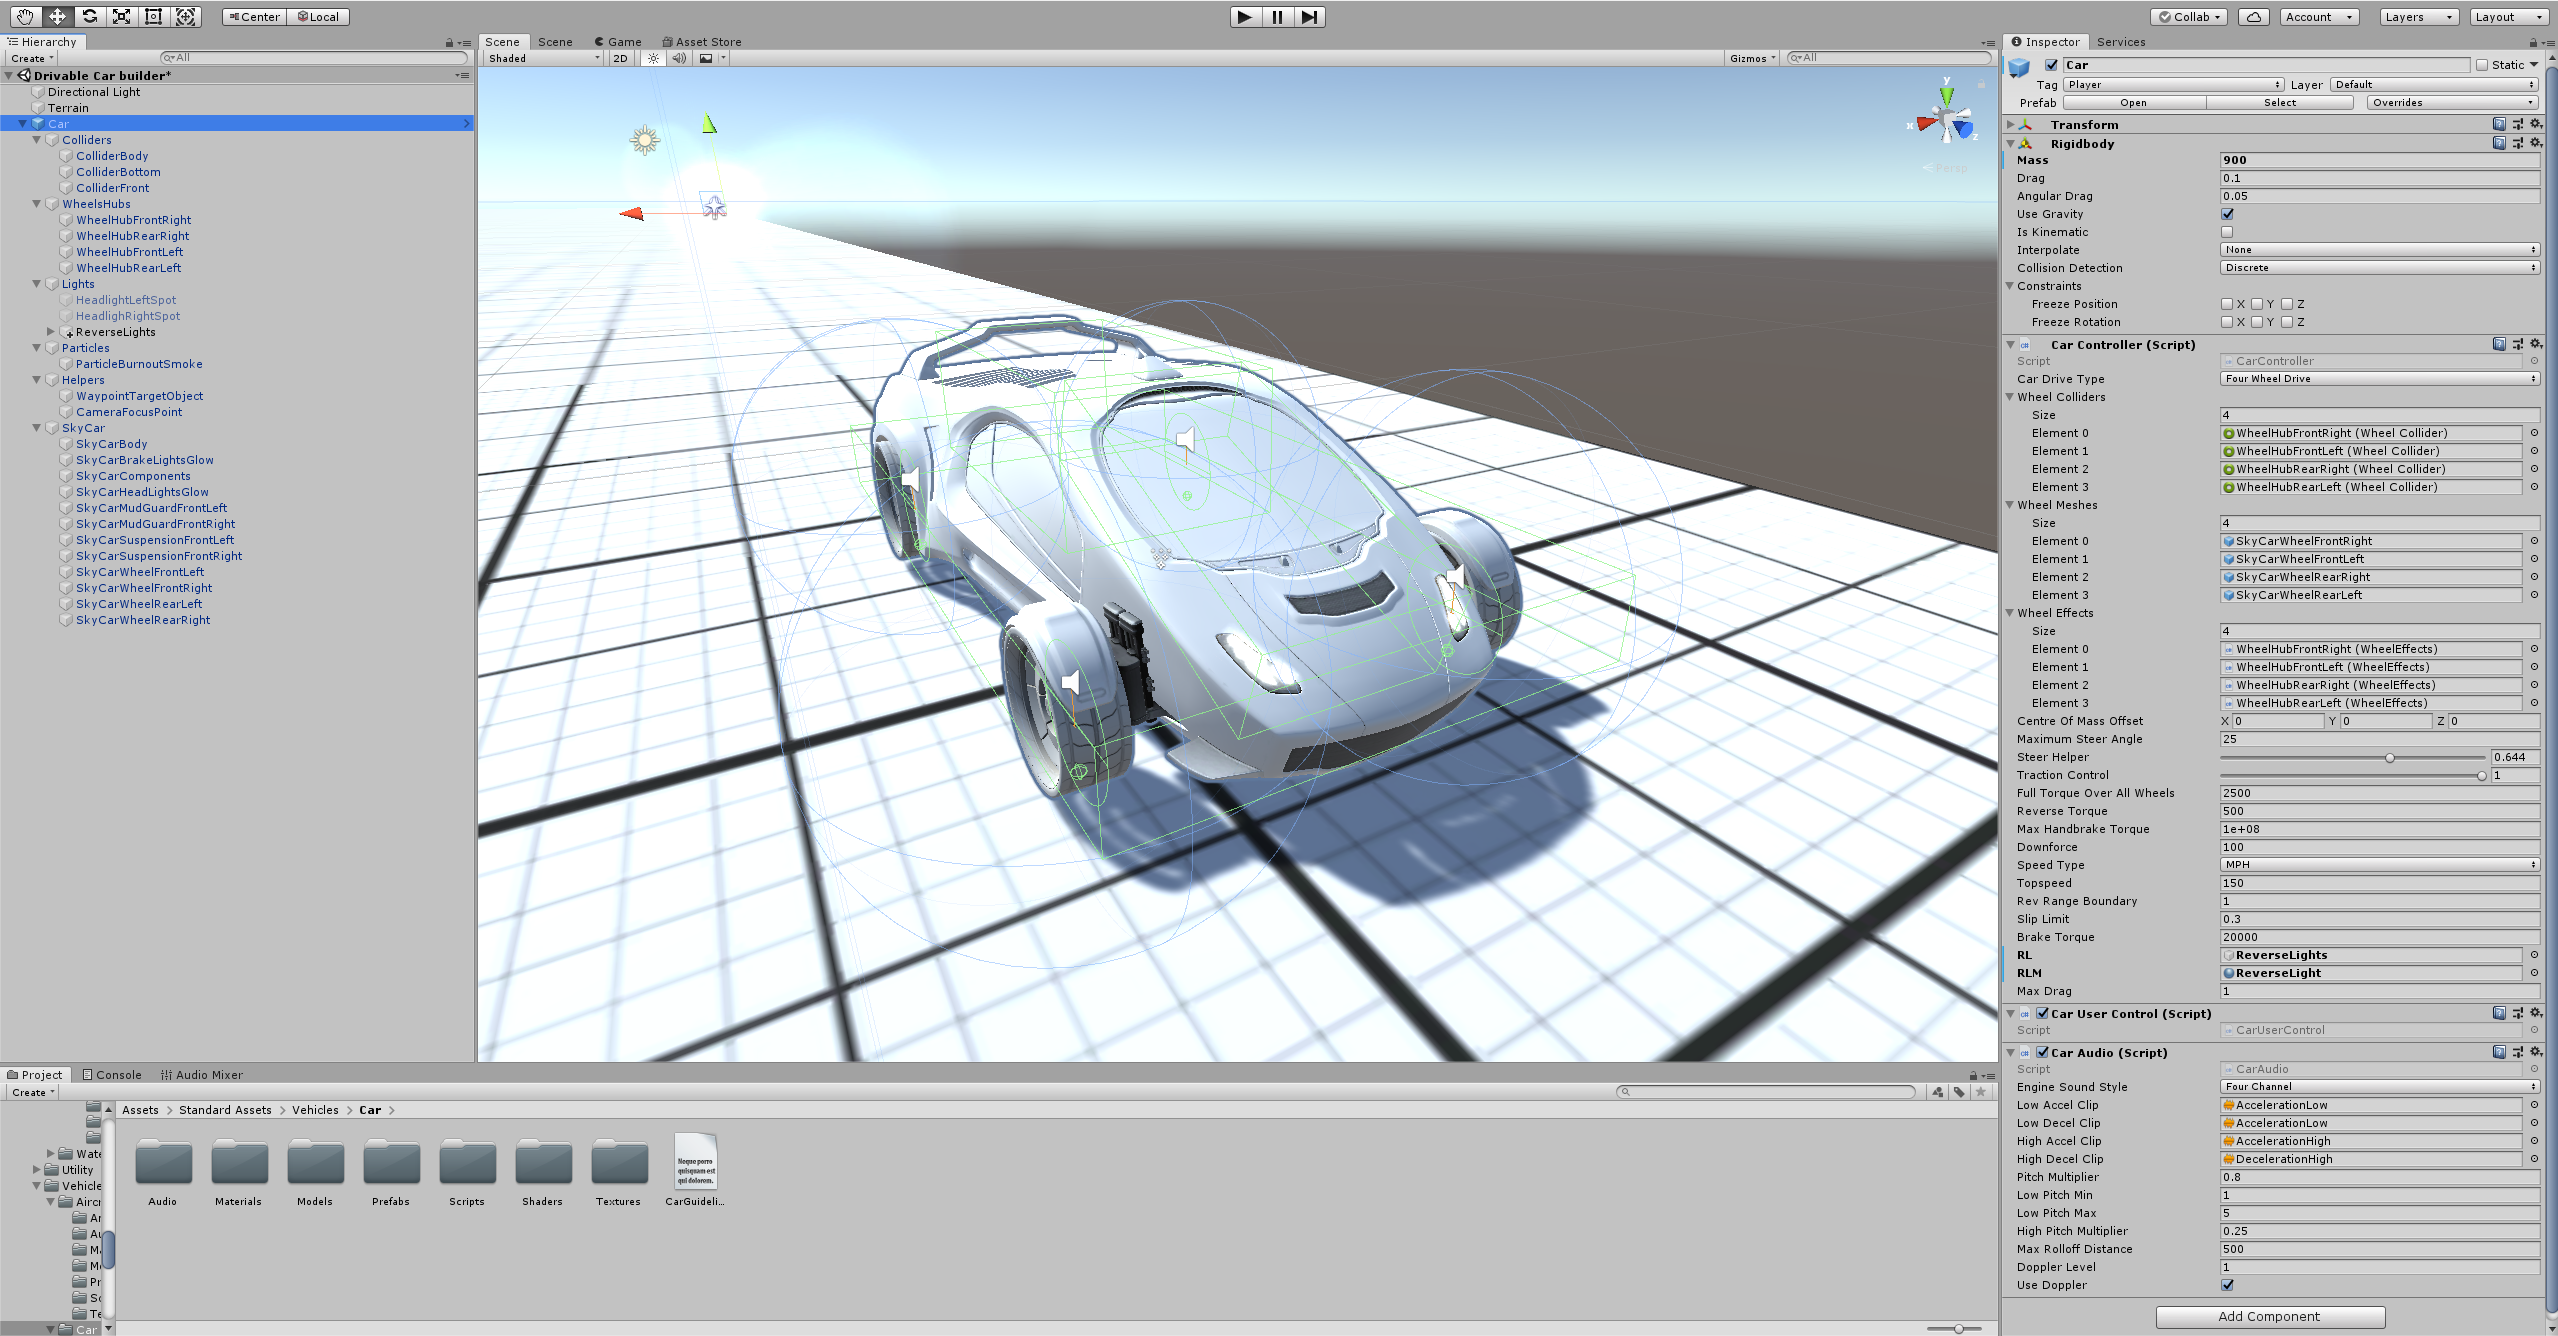 Center Local
Collab Account Layers Layout
Hierarchy
Create All
Drivable Car builder*
Directional Light
Terrain
Car
Colliders
ColliderBody
ColliderBottom
ColliderFront
WheelsHubs
WheelHubFrontRight
WheelHubRearRight
WheelHubFrontLeft
WheelHubRearLeft
Lights
HeadlightLeftSpot
HeadlighRightSpot
ReverseLights
Particles
ParticleBurnoutSmoke
Helpers
WaypointTargetObject
CameraFocusPoint
SkyCar
SkyCarBody
SkyCarBrakeLightsGlow
SkyCarComponents
SkyCarHeadLightsGlow
SkyCarMudGuardFrontLeft
SkyCarMudGuardFrontRight
SkyCarSuspensionFrontLeft
SkyCarSuspensionFrontRight
SkyCarWheelFrontLeft
SkyCarWheelFrontRight
SkyCarWheelRearLeft
SkyCarWheelRearRight
Scene Scene Game Asset Store
Shaded 2D Gizmos All
y
x z
Persp
Inspector Services
Car Static
Tag Player Layer Default
Prefab Open Select Overrides
Transform
Rigidbody
Mass 900
Drag 0.1
Angular Drag 0.05
Use Gravity
Is Kinematic
Interpolate None
Collision Detection Discrete
Constraints
Freeze Position X Y Z
Freeze Rotation X Y Z
Car Controller (Script)
Script CarController
Car Drive Type Four Wheel Drive
Wheel Colliders
Size 4
Element 0 WheelHubFrontRight (Wheel Collider)
Element 1 WheelHubFrontLeft (Wheel Collider)
Element 2 WheelHubRearRight (Wheel Collider)
Element 3 WheelHubRearLeft (Wheel Collider)
Wheel Meshes
Size 4
Element 0 SkyCarWheelFrontRight
Element 1 SkyCarWheelFrontLeft
Element 2 SkyCarWheelRearRight
Element 3 SkyCarWheelRearLeft
Wheel Effects
Size 4
Element 0 WheelHubFrontRight (WheelEffects)
Element 1 WheelHubFrontLeft (WheelEffects)
Element 2 WheelHubRearRight (WheelEffects)
Element 3 WheelHubRearLeft (WheelEffects)
Centre Of Mass Offset X 0 Y 0 Z 0
Maximum Steer Angle 25
Steer Helper 0.644
Traction Control 1
Full Torque Over All Wheels 2500
Reverse Torque 500
Max Handbrake Torque 1e+08
Downforce 100
Speed Type MPH
Topspeed 150
Rev Range Boundary 1
Slip Limit 0.3
Brake Torque 20000
RL ReverseLights
RLM ReverseLight
Max Drag 1
Car User Control (Script)
Script CarUserControl
Car Audio (Script)
Script CarAudio
Engine Sound Style Four Channel
Low Accel Clip AccelerationLow
Low Decel Clip AccelerationLow
High Accel Clip AccelerationHigh
High Decel Clip DecelerationHigh
Pitch Multiplier 0.8
Low Pitch Min 1
Low Pitch Max 5
High Pitch Multiplier 0.25
Max Rolloff Distance 500
Doppler Level 1
Use Doppler
Add Component
Project Console Audio Mixer
Create
Wate
Utility
Vehicle
Aircr
Ar
Au
Ma
Me
Pr
Sc
Te
Car
Assets > Standard Assets > Vehicles > Car >
Neque porro
quisquam est
qui dolorem.
Audio Materials Models Prefabs Scripts Shaders Textures CarGuideli...